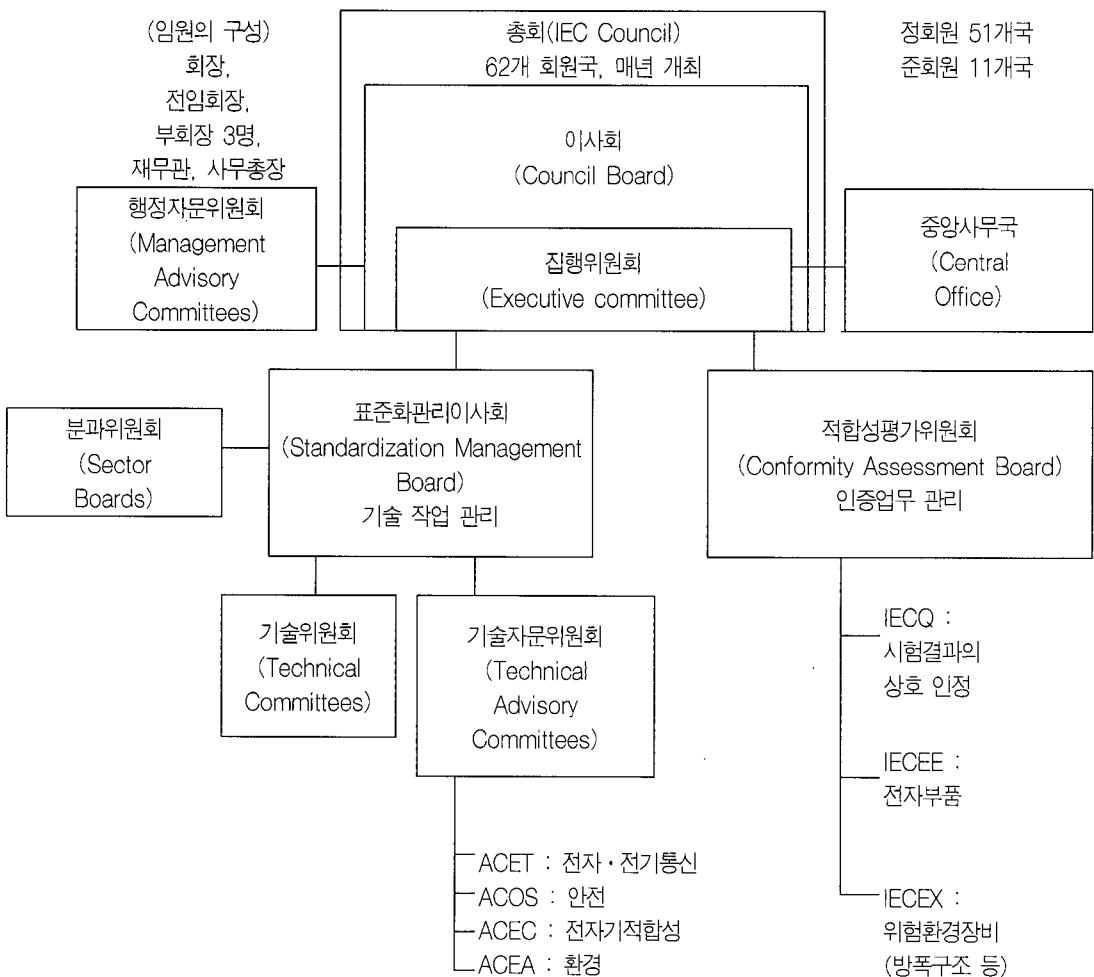 (임원의 구성)
회장,
전임회장,
부회장 3명,
재무관, 사무총장
총회(IEC Council)
62개 회원국, 매년 개최
정회원 51개국
준회원 11개국
이사회
(Council Board)
행정자문위원회
(Management
Advisory
Committees)
집행위원회
(Executive committee)
중앙사무국
(Central
Office)
분과위원회
(Sector
Boards)
표준화관리이사회
(Standardization Management
Board)
기술 작업 관리
적합성평가위원회
(Conformity Assessment Board)
인증업무 관리
기술위원회
(Technical
Committees)
기술자문위원회
(Technical
Advisory
Committees)
IECQ :
시험결과의
상호 인정
IECEE :
전자부품
IECEX :
위험환경장비
(방폭구조 등)
ACET : 전자·전기통신
ACOS : 안전
ACEC : 전자기적합성
ACEA : 환경